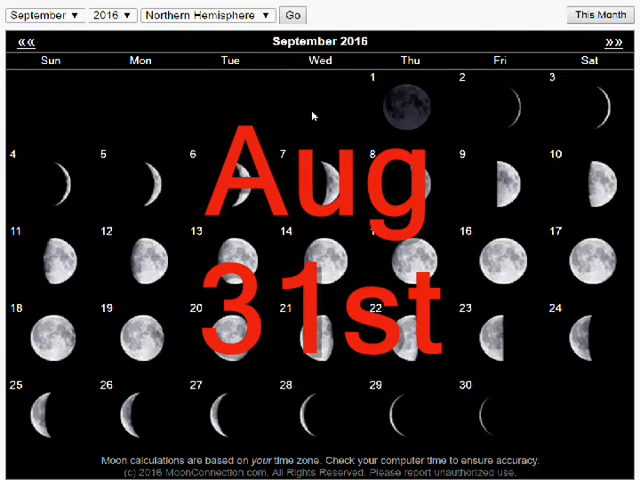 September 2016 Northern Hemisphere Go This Month
«« September 2016 »»
Sun Mon Tue Wed Thu Fri Sat
1 2 3
4 5 6 7 8 9 10
Aug
11 12 13 14 16 17
31st
18 19 20 21 22 23 24
25 26 27 28 29 30
Moon calculations are based on your time zone. Check your computer time to ensure accuracy.
(c) 2016 MoonConnection.com. All Rights Reserved. Please report unauthorized use.